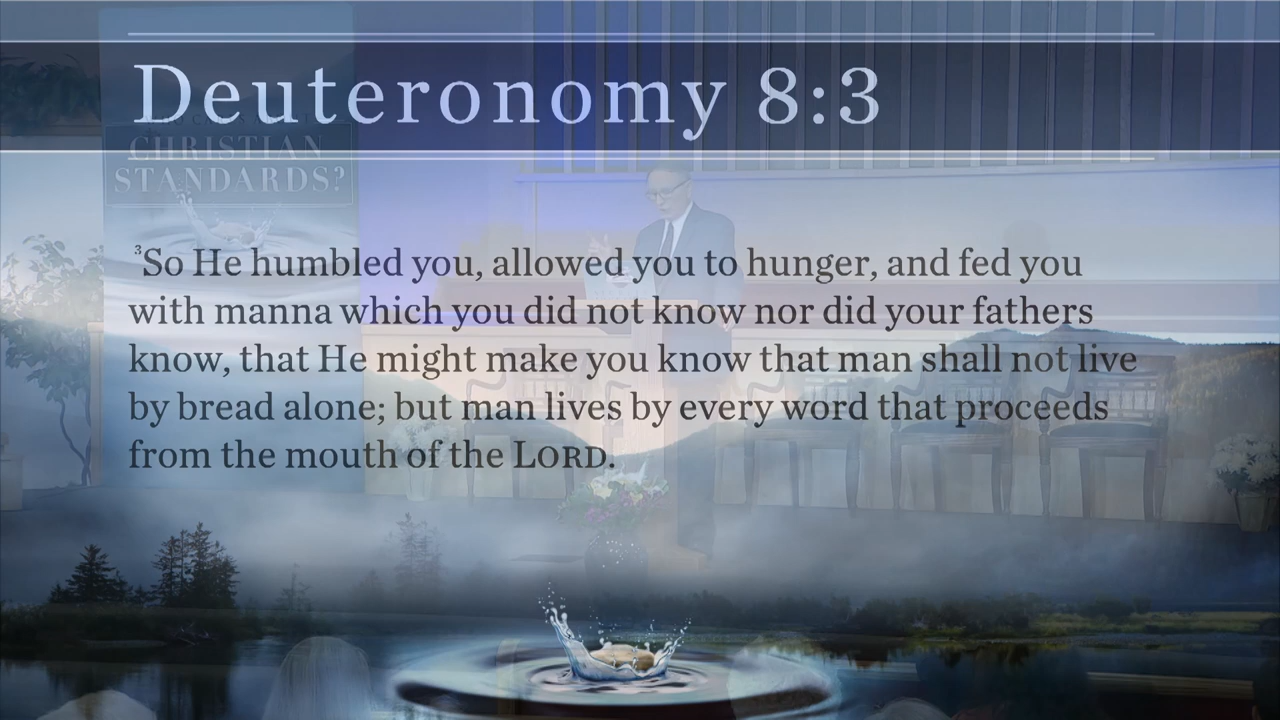 Deuteronomy 8:3
CHRISTIAN
STANDARDS?
³So He humbled you, allowed you to hunger, and fed you
with manna which you did not know nor did your fathers
know, that He might make you know that man shall not live
by bread alone; but man lives by every word that proceeds
from the mouth of the LORD.